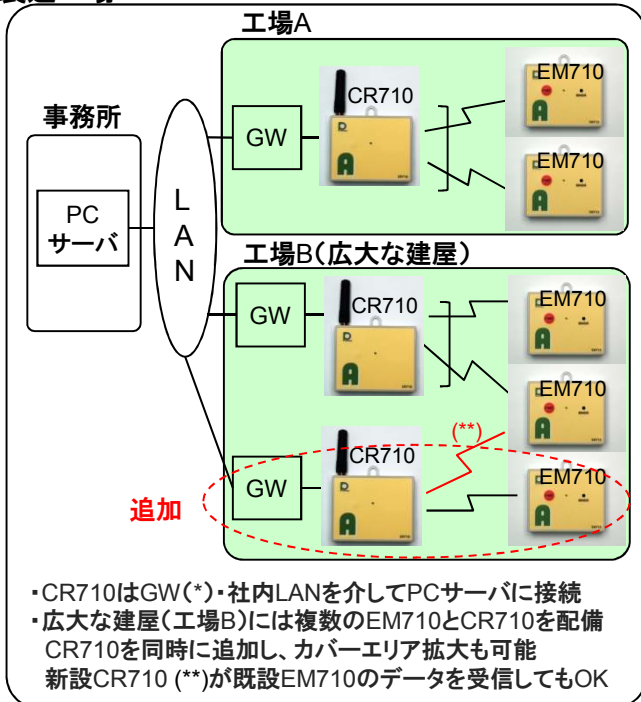 工場A
CR710
EM710
GW
A
A
EM710
A
事務所
PC
サーバ
LAN
工場B(広大な建屋)
CR710
EM710
GW
A
A
EM710
A
(**)
CR710
EM710
GW
A
A
追加
・CR710はGW(*)・社内LANを介してPCサーバに接続
・広大な建屋(工場B)には複数のEM710とCR710を配備
CR710を同時に追加し、カバーエリア拡大も可能
新設CR710 (**)が既設EM710のデータを受信してもOK